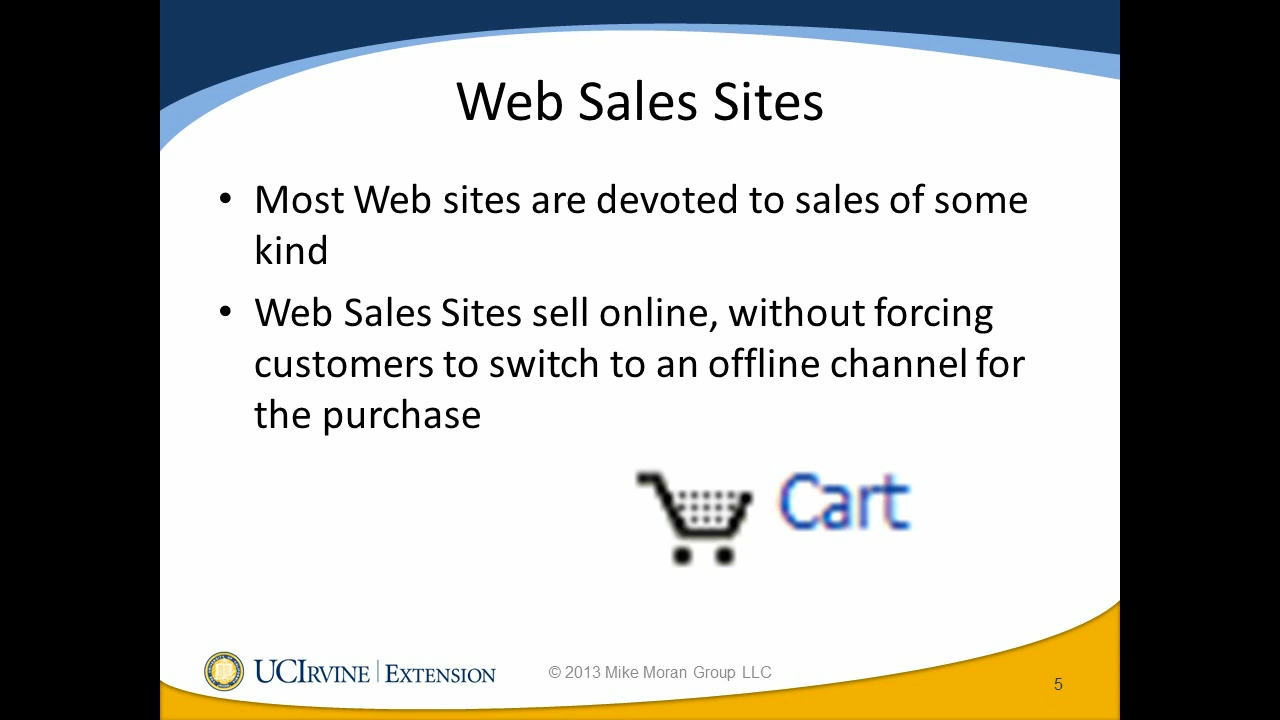 Web Sales Sites
• Most Web sites are devoted to sales of some
kind
• Web Sales Sites sell online, without forcing
customers to switch to an offline channel for
the purchase
Cart
UCIRVINE | EXTENSION
© 2013 Mike Moran Group LLC
5